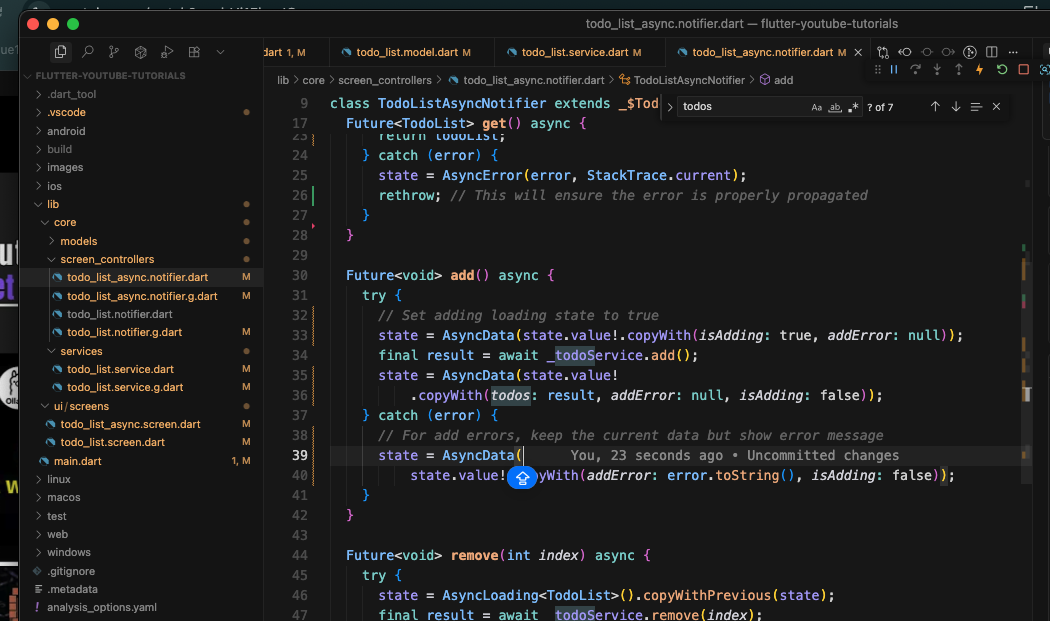 todo_list_async.notifier.dart — flutter-youtube-tutorials
dart 1, M
todo_list.model.dart M
todo_list.service.dart M
todo_list_async.notifier.dart M
FLUTTER-YOUTUBE-TUTORIALS
.dart_tool
.vscode
android
build
images
ios
lib
core
models
screen_controllers
todo_list_async.notifier.dart M
todo_list_async.notifier.g.dart M
todo_list.notifier.dart
todo_list.notifier.g.dart M
services
todo_list.service.dart M
todo_list.service.g.dart M
ui/screens
todo_list_async.screen.dart M
todo_list.screen.dart M
main.dart 1, M
linux
macos
test
web
windows
.gitignore
.metadata
analysis_options.yaml
lib > core > screen_controllers > todo_list_async.notifier.dart > TodoListAsyncNotifier > add
todos Aa ab .* ? of 7
9 class TodoListAsyncNotifier extends _$Tod
17 Future<TodoList> get() async {
23 return todoList;
24 } catch (error) {
25 state = AsyncError(error, StackTrace.current);
26 rethrow; // This will ensure the error is properly propagated
27 }
28 }
29
30 Future<void> add() async {
31 try {
32 // Set adding loading state to true
33 state = AsyncData(state.value!.copyWith(isAdding: true, addError: null));
34 final result = await _todoService.add();
35 state = AsyncData(state.value!
36 .copyWith(todos: result, addError: null, isAdding: false));
37 } catch (error) {
38 // For add errors, keep the current data but show error message
39 state = AsyncData( You, 23 seconds ago • Uncommitted changes
40 state.value! yWith(addError: error.toString(), isAdding: false));
41 }
42 }
43
44 Future<void> remove(int index) async {
45 try {
46 state = AsyncLoading<TodoList>().copyWithPrevious(state);
47 final result = await _todoService.remove(index);